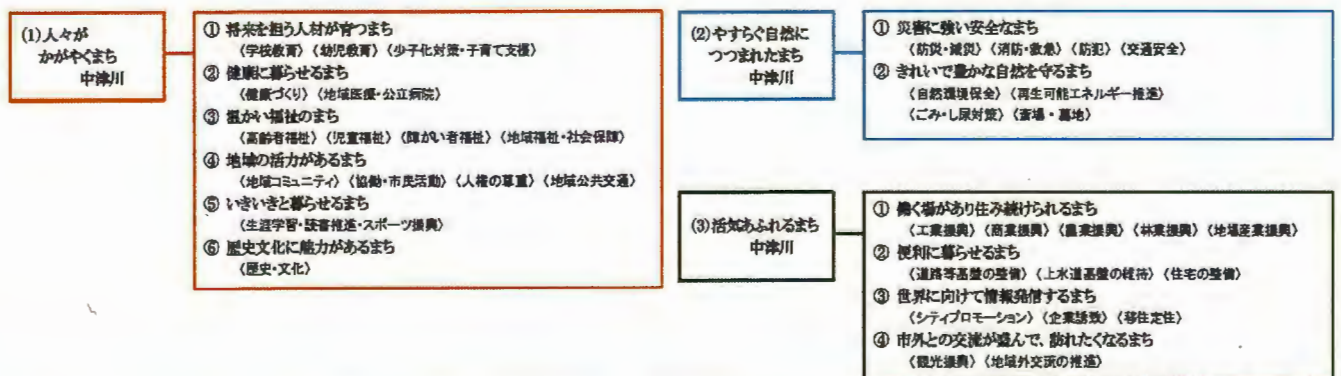 (1)人々が
かがやくまち
中津川
① 将来を担う人材が育つまち
〈学校教育〉〈幼児教育〉〈少子化対策・子育て支援〉
② 健康に暮らせるまち
〈健康づくり〉〈地域医療・公立病院〉
③ 温かい福祉のまち
〈高齢者福祉〉〈児童福祉〉〈障がい者福祉〉〈地域福祉・社会保障〉
④ 地域の活力があるまち
〈地域コミュニティ〉〈協働・市民活動〉〈人権の尊重〉〈地域公共交通〉
⑤ いきいきと暮らせるまち
〈生涯学習・読書推進・スポーツ振興〉
⑥ 歴史文化に魅力があるまち
〈歴史・文化〉
(2)やすらぐ自然に
つつまれたまち
中津川
① 災害に強い安全なまち
〈防災・減災〉〈消防・救急〉〈防犯〉〈交通安全〉
② きれいで豊かな自然を守るまち
〈自然環境保全〉〈再生可能エネルギー推進〉
〈ごみ・し尿対策〉〈斎場・墓地〉
(3)活気あふれるまち
中津川
① 働く場があり住み続けられるまち
〈工業振興〉〈商業振興〉〈農業振興〉〈林業振興〉〈地場産業振興〉
② 便利に暮らせるまち
〈道路等基盤の整備〉〈上水道基盤の維持〉〈住宅の整備〉
③ 世界に向けて情報発信するまち
〈シティプロモーション〉〈企業誘致〉〈移住定住〉
④ 市外との交流が盛んで、訪れたくなるまち
〈観光振興〉〈地域外交流の推進〉